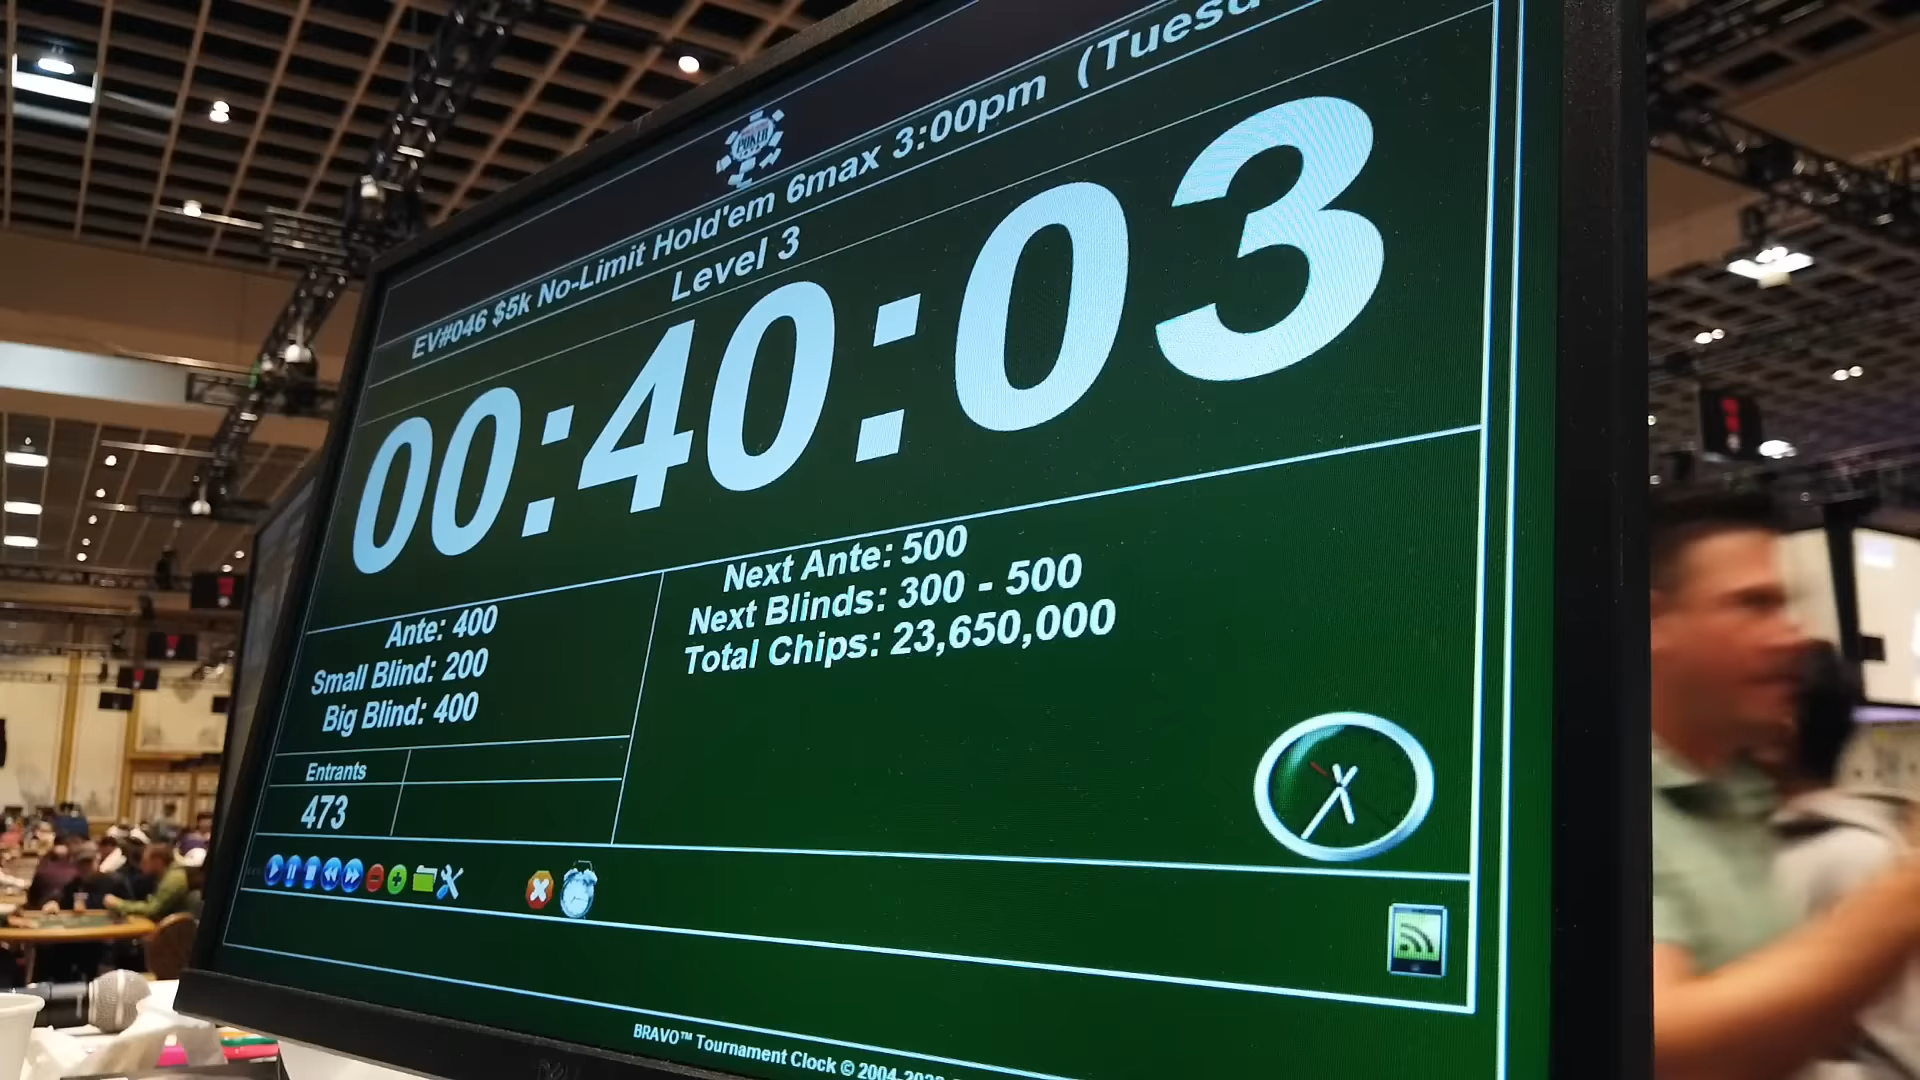 POKER
EV#046 $5k No-Limit Hold'em 6max 3:00pm (Tuesd
Level 3
00:40:03
Ante: 400
Small Blind: 200
Big Blind: 400
Next Ante: 500
Next Blinds: 300 - 500
Total Chips: 23,650,000
Entrants
473
BRAVO™ Tournament Clock © 2004-20